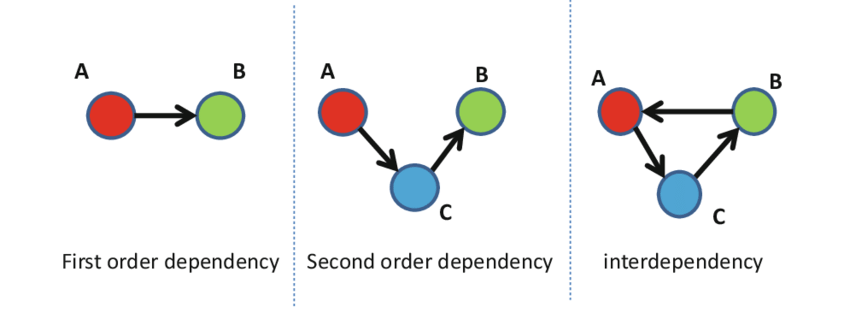 A
B
First order dependency
A
B
C
Second order dependency
A
B
C
interdependency